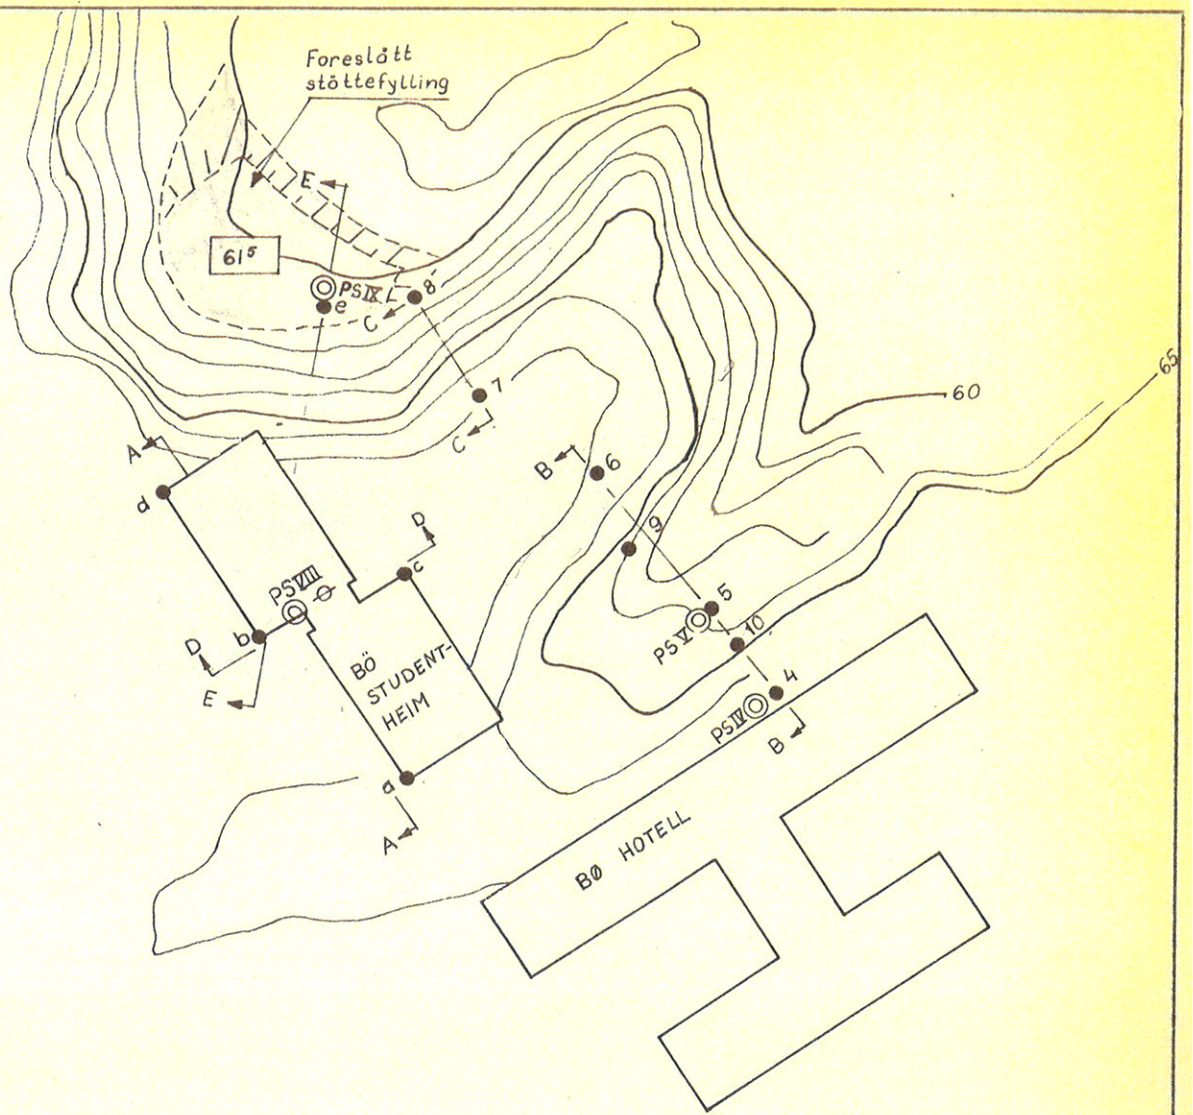 Foreslått
støttefylling
E
61⁵
PS IX
8
e
C
7
60
65
A
C
B
6
d
D
9
c
PS VIII
5
b
D
10
PS V
BÖ
STUDENT-
HEIM
4
E
PS IV
B
a
A
BØ HOTELL